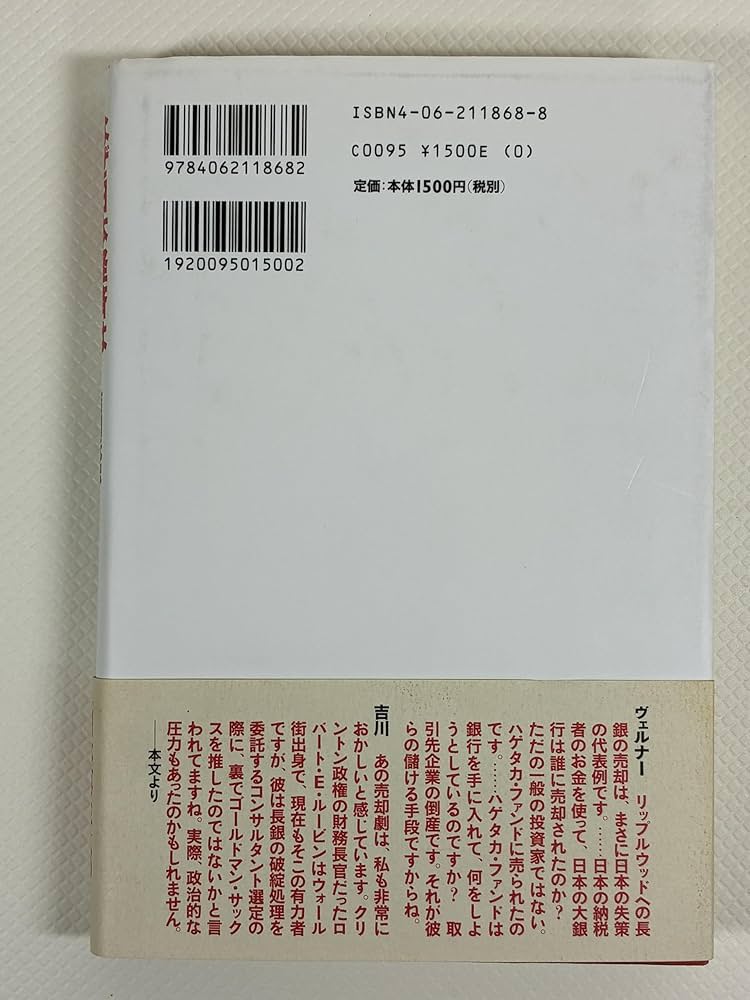 9784062118682
ISBN4-06-211868-8
C0095 ¥1500E (0)
定価:本体1500円(税別)
1920095015002
ヴェルナー リップルウッドへの長
銀の売却は、まさに日本の失策
の代表例です。……日本の納税
者のお金を使って、日本の大銀
行は誰に売却されたのか?
ただの一般の投資家ではない。
ハゲタカ・ファンドに売られたの
です。……ハゲタカ・ファンドは
銀行を手に入れて、何をしよ
うとしているのですか? 取
引先企業の倒産です。それが彼
らの儲ける手段ですからね。
吉川 あの売却劇は、私も非常に
おかしいと感じています。クリ
ントン政権の財務長官だったロ
バート・E・ルービンはウォール
街出身で、現在もそこの有力者
ですが、彼は長銀の破綻処理を
委託するコンサルタント選定の
際に、裏でゴールドマン・サック
スを推したのではないかと言
われてますね。実際、政治的な
圧力もあったのかもしれません。
──本文より